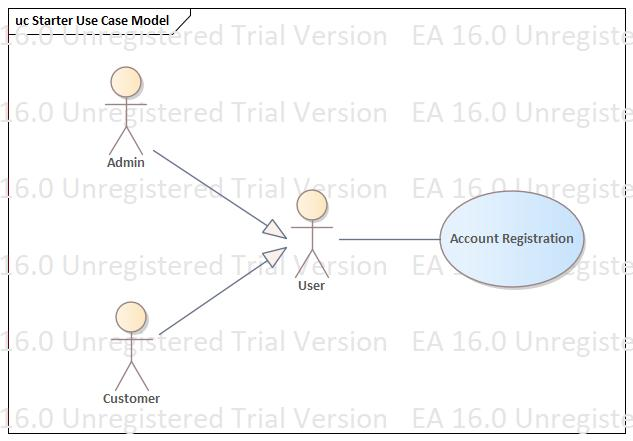 uc Starter Use Case Model
16.0 Unregistered Trial Version EA 16.0 Unregiste
Admin
16.0 Unregistered Trial Version EA 16.0 Unregiste
16.0 Unregistered Trial Version EA 16.0 Unregiste
User
Account Registration
16.0 Unregistered Trial Version EA 16.0 Unregiste
16.0 Unregistered Trial Version EA 16.0 Unregiste
Customer
16.0 Unregistered Trial Version EA 16.0 Unregiste